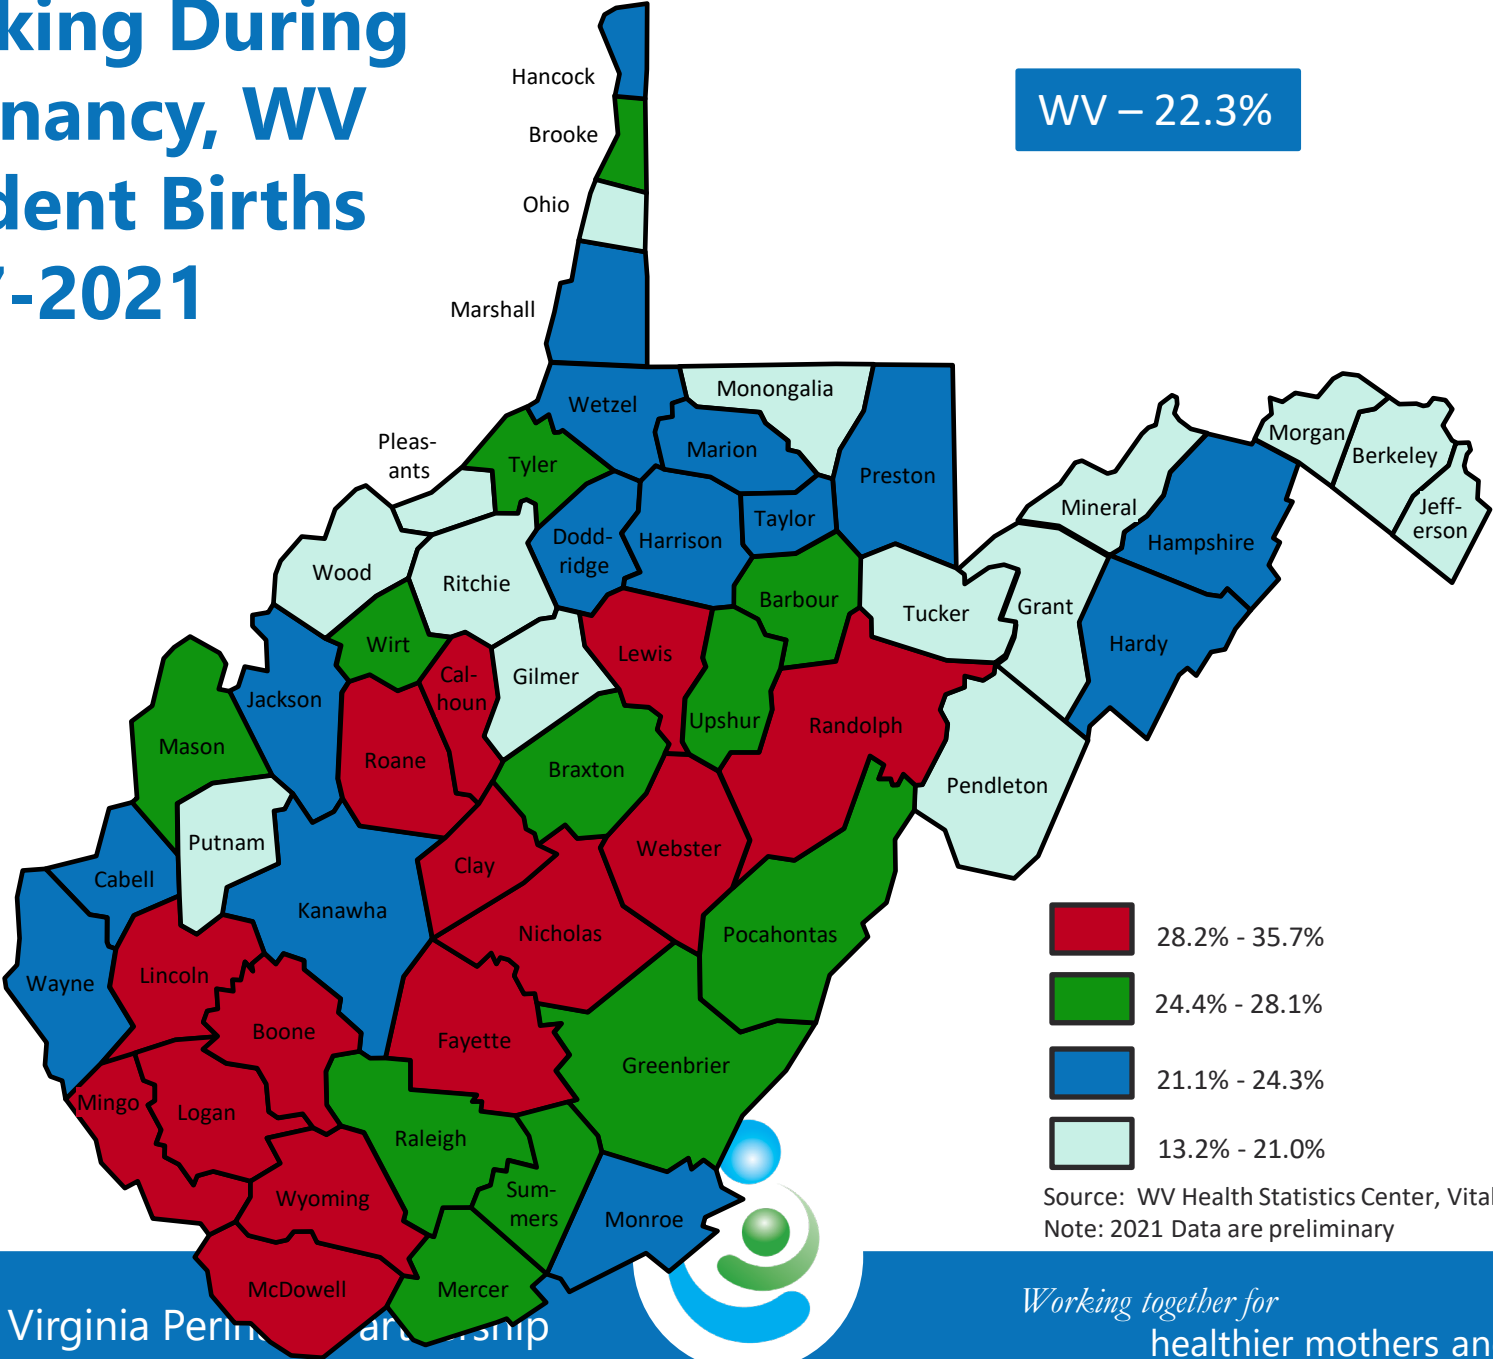 king During
nancy, WV
dent Births
7-2021
WV – 22.3%
Hancock
Brooke
Ohio
Marshall
Wetzel
Monongalia
Marion
Preston
Pleas-
ants
Tyler
Dodd-
ridge
Harrison
Taylor
Morgan
Berkeley
Jeff-
erson
Mineral
Hampshire
Wood
Ritchie
Barbour
Tucker
Grant
Hardy
Wirt
Cal-
houn
Gilmer
Lewis
Upshur
Randolph
Jackson
Mason
Roane
Braxton
Pendleton
Putnam
Clay
Webster
Cabell
Kanawha
Nicholas
Pocahontas
Wayne
Lincoln
Boone
Fayette
Greenbrier
Mingo
Logan
Raleigh
Wyoming
Sum-
mers
Monroe
McDowell
Mercer
28.2% - 35.7%
24.4% - 28.1%
21.1% - 24.3%
13.2% - 21.0%
Source: WV Health Statistics Center, Vital
Note: 2021 Data are preliminary
Virginia
Working together for
healthier mothers an